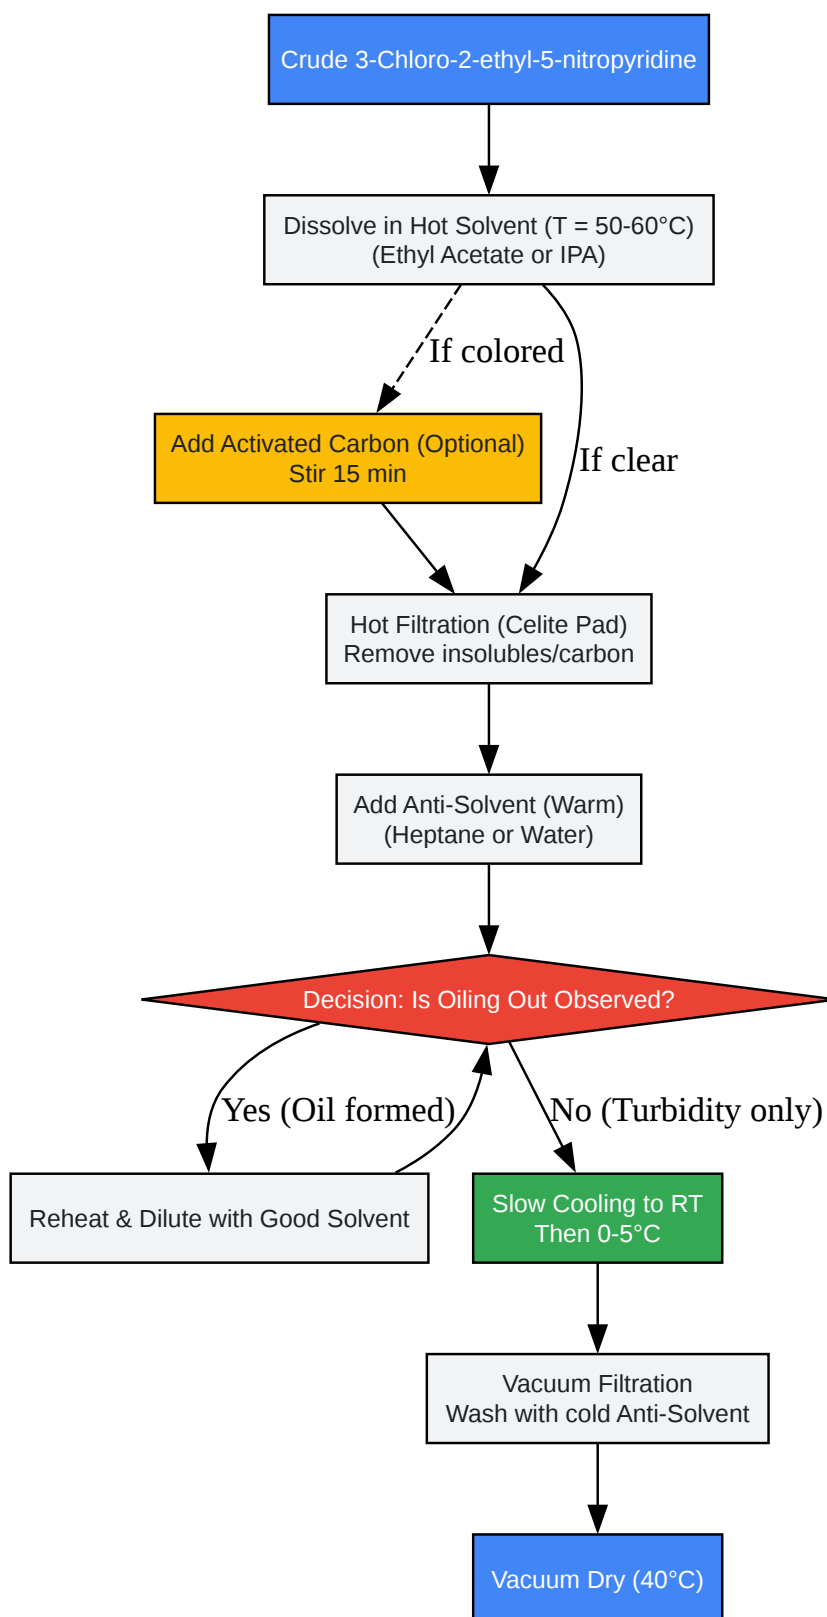 Crude 3-Chloro-2-ethyl-5-nitropyridine
Dissolve in Hot Solvent (T = 50-60°C)
(Ethyl Acetate or IPA)
If colored
Add Activated Carbon (Optional)
Stir 15 min
If clear
Hot Filtration (Celite Pad)
Remove insolubles/carbon
Add Anti-Solvent (Warm)
(Heptane or Water)
Decision: Is Oiling Out Observed?
Yes (Oil formed)
No (Turbidity only)
Reheat & Dilute with Good Solvent
Slow Cooling to RT
Then 0-5°C
Vacuum Filtration
Wash with cold Anti-Solvent
Vacuum Dry (40°C)